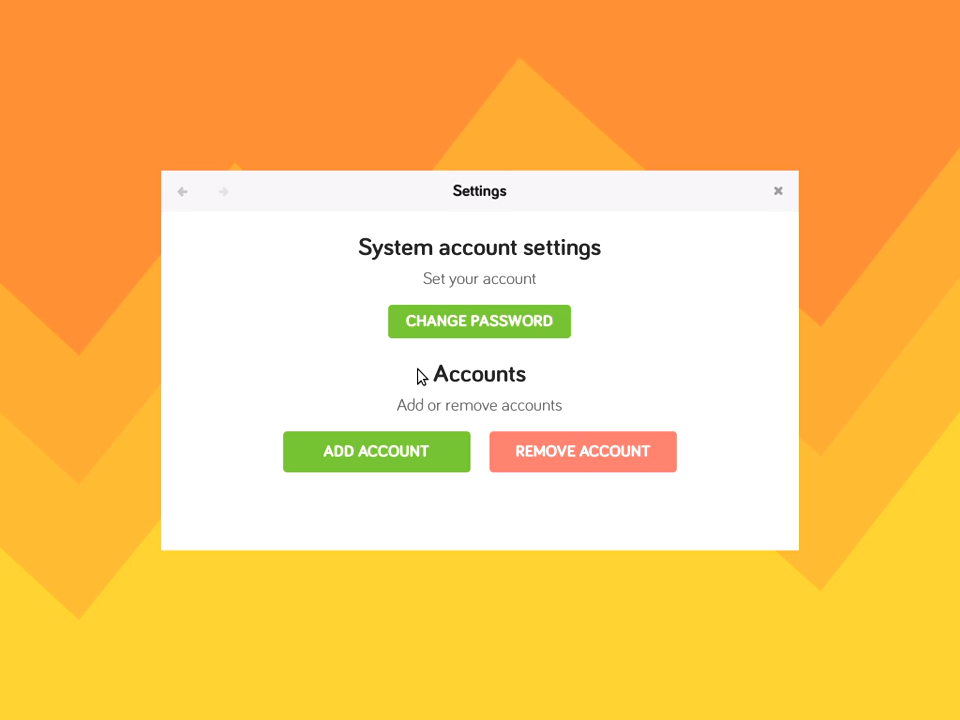 Settings
System account settings
Set your account
CHANGE PASSWORD
Accounts
Add or remove accounts
ADD ACCOUNT
REMOVE ACCOUNT